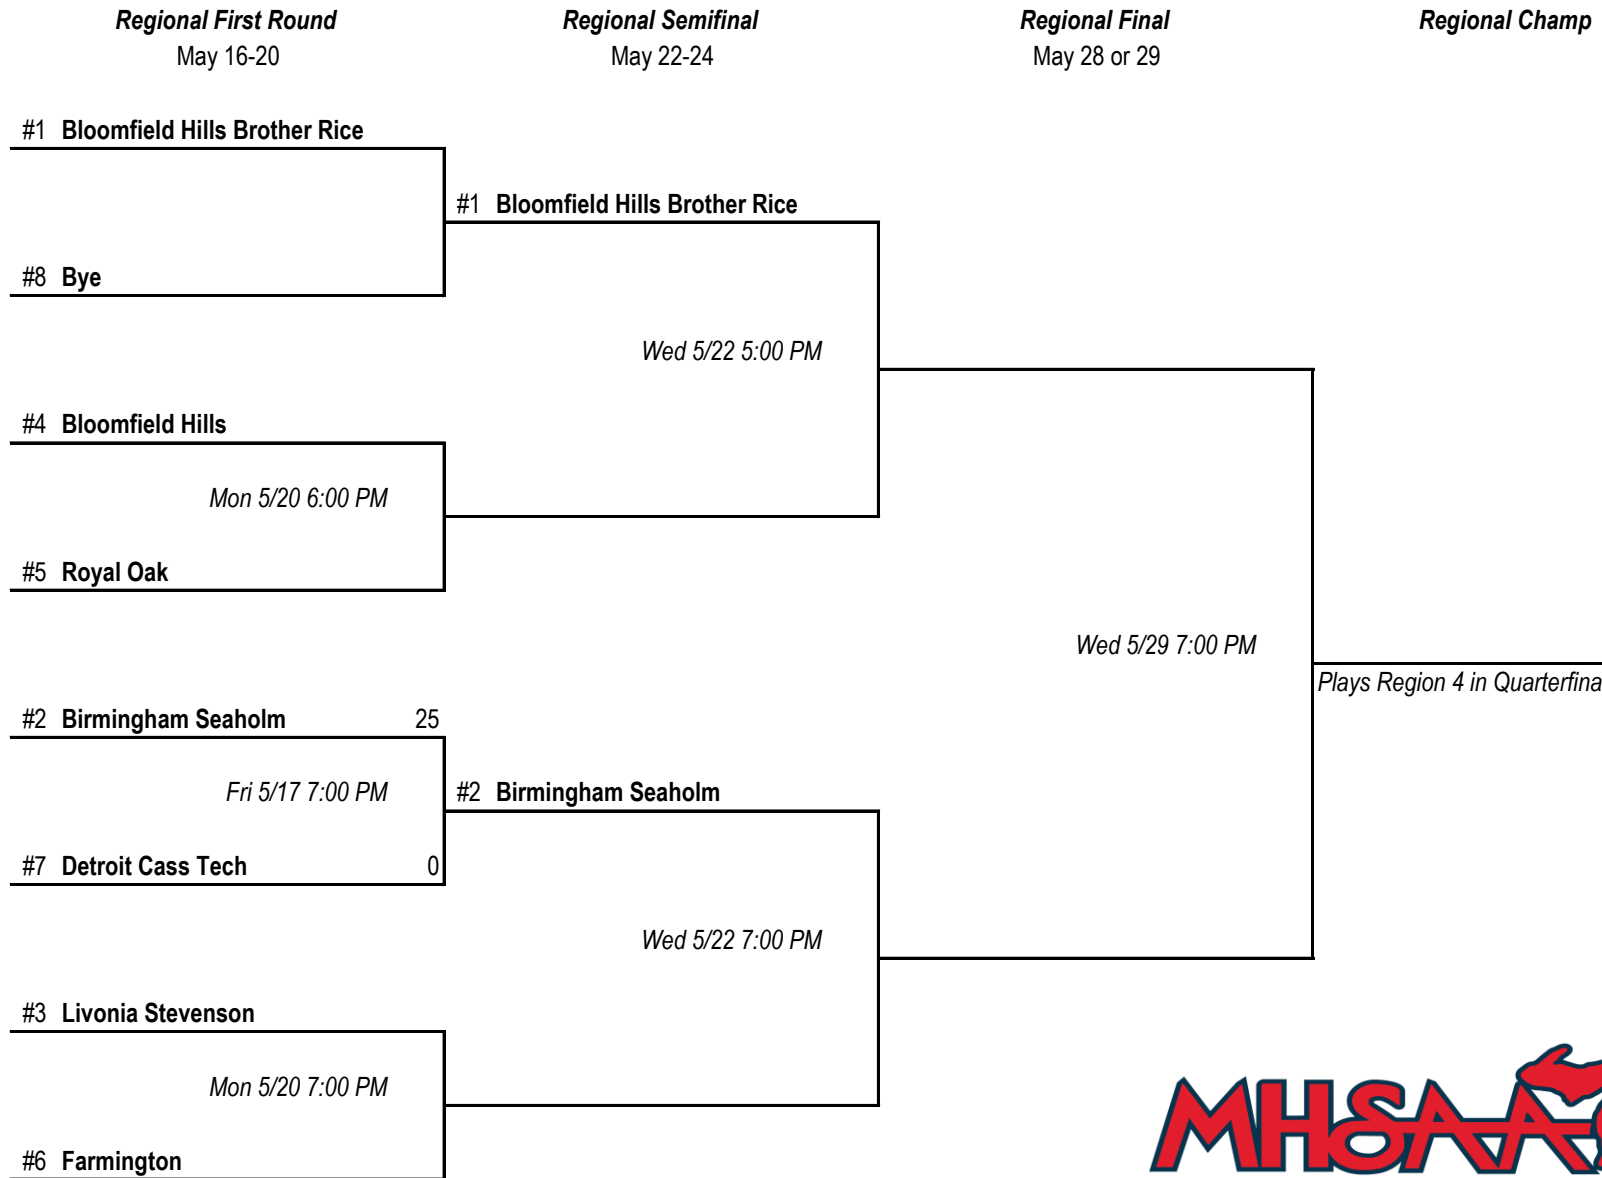 Regional First Round Regional Semifinal Regional Final Regional Champ
May 16-20 May 22-24 May 28 or 29
#1 Bloomfield Hills Brother Rice
#1 Bloomfield Hills Brother Rice
#8 Bye
Wed 5/22 5:00 PM
#4 Bloomfield Hills
Mon 5/20 6:00 PM
#5 Royal Oak
Wed 5/29 7:00 PM
Plays Region 4 in Quarterfina
#2 Birmingham Seaholm 25
Fri 5/17 7:00 PM
#2 Birmingham Seaholm
#7 Detroit Cass Tech 0
Wed 5/22 7:00 PM
#3 Livonia Stevenson
Mon 5/20 7:00 PM
#6 Farmington
MHSAA